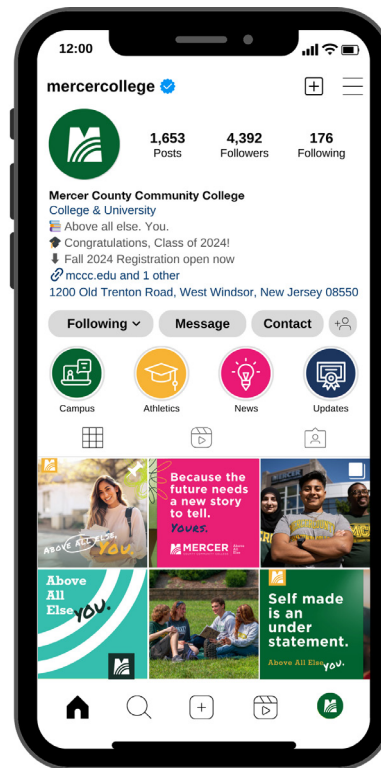 12:00
mercercollege
1,653
Posts
4,392
Followers
176
Following
Mercer County Community College
College & University
Above all else. You.
Congratulations, Class of 2024!
Fall 2024 Registration open now
mccc.edu and 1 other
1200 Old Trenton Road, West Windsor, New Jersey 08550
Following
Message
Contact
Campus
Athletics
News
Updates
ABOVE ALL ELSE,
YOU.
Because the
future needs
a new story
to tell.
Yours.
MERCER
MERCER
Above
All
Else,
YOU.
Self made
is an
under
statement.
Above All Else,
you.